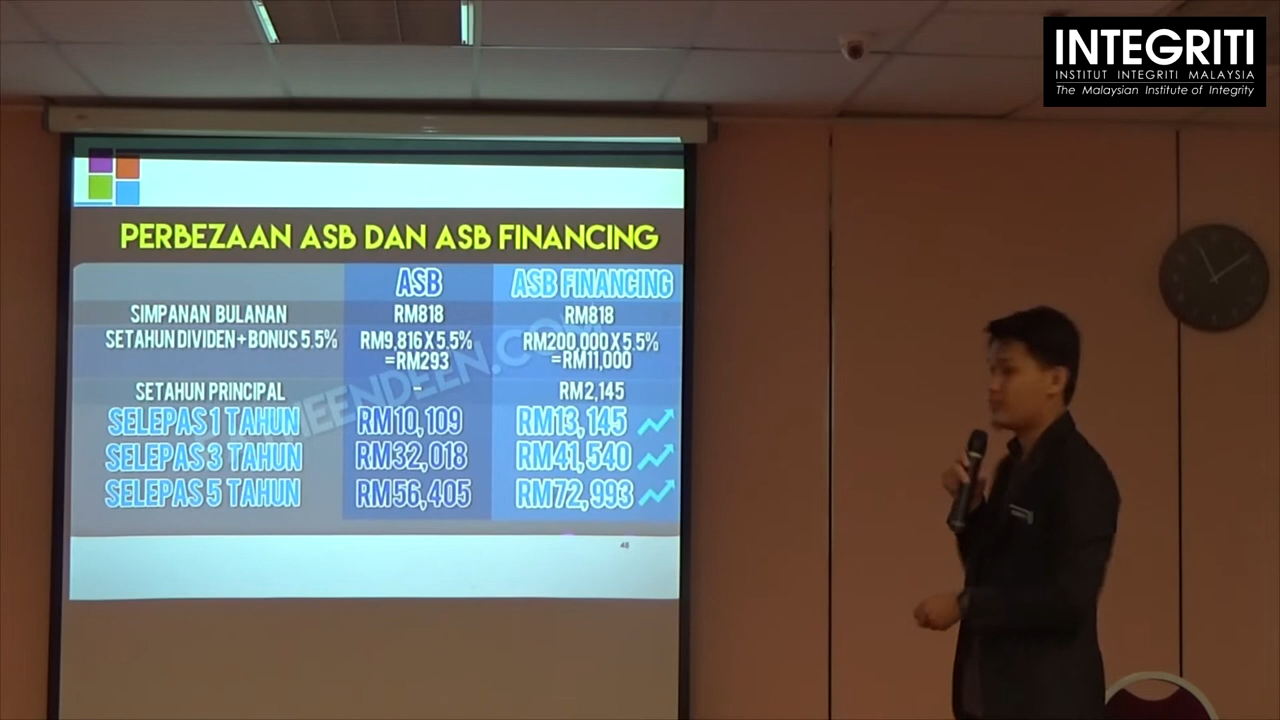 INTEGRITI
INSTITUT INTEGRITI MALAYSIA
The Malaysian Institute of Integrity
PERBEZAAN ASB DAN ASB FINANCING
ASB ASB FINANCING
SIMPANAN BULANAN RM818 RM818
SETAHUN DIVIDEN + BONUS 5.5% RM9,816 X 5.5% RM200,000 X 5.5%
=RM293 =RM11,000
SETAHUN PRINCIPAL - RM2,145
SELEPAS 1 TAHUN RM10,109 RM13,145
SELEPAS 3 TAHUN RM32,018 RM41,540
SELEPAS 5 TAHUN RM56,405 RM72,993
48